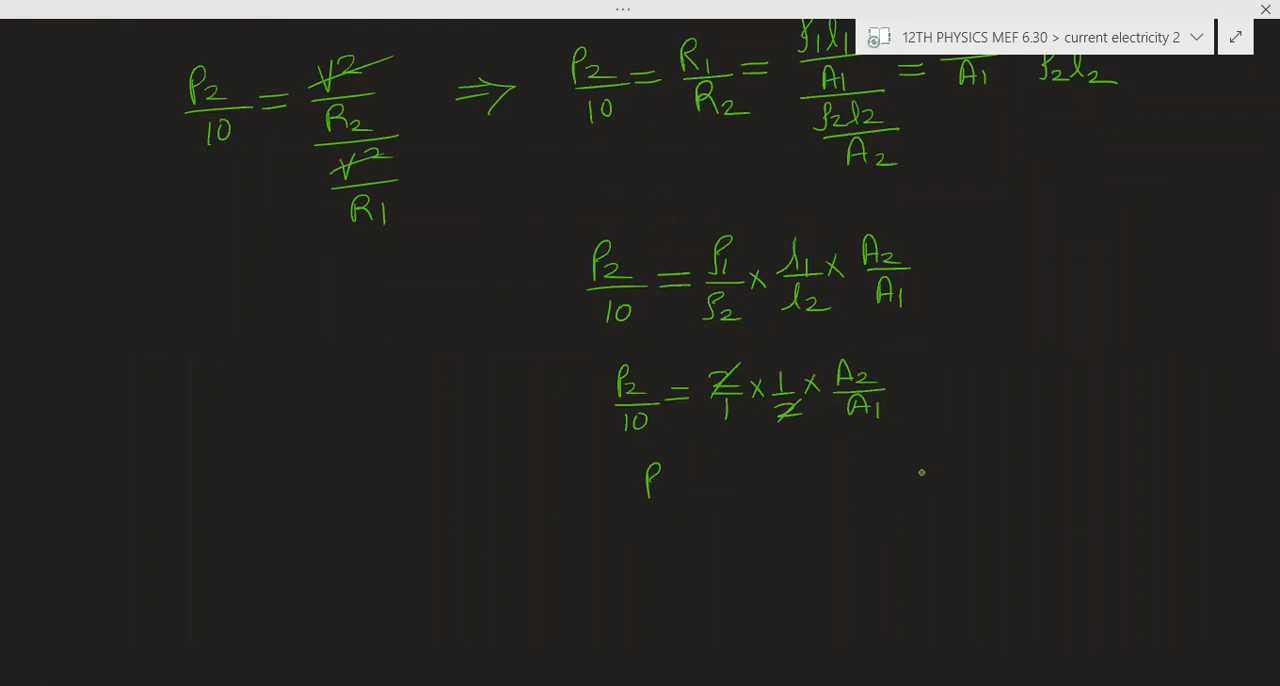 12TH PHYSICS MEF 6.30 > current electricity 2
P₂/10 = (V²/R₂)/(V²/R₁) ⇒ P₂/10 = R₁/R₂ = (ρ₁l₁/A₁)/(ρ₂l₂/A₂) = /A₁ ρ₂l₂
P₂/10 = ρ₁/ρ₂ × l₁/l₂ × A₂/A₁
P₂/10 = 2/1 × 1/2 × A₂/A₁
P